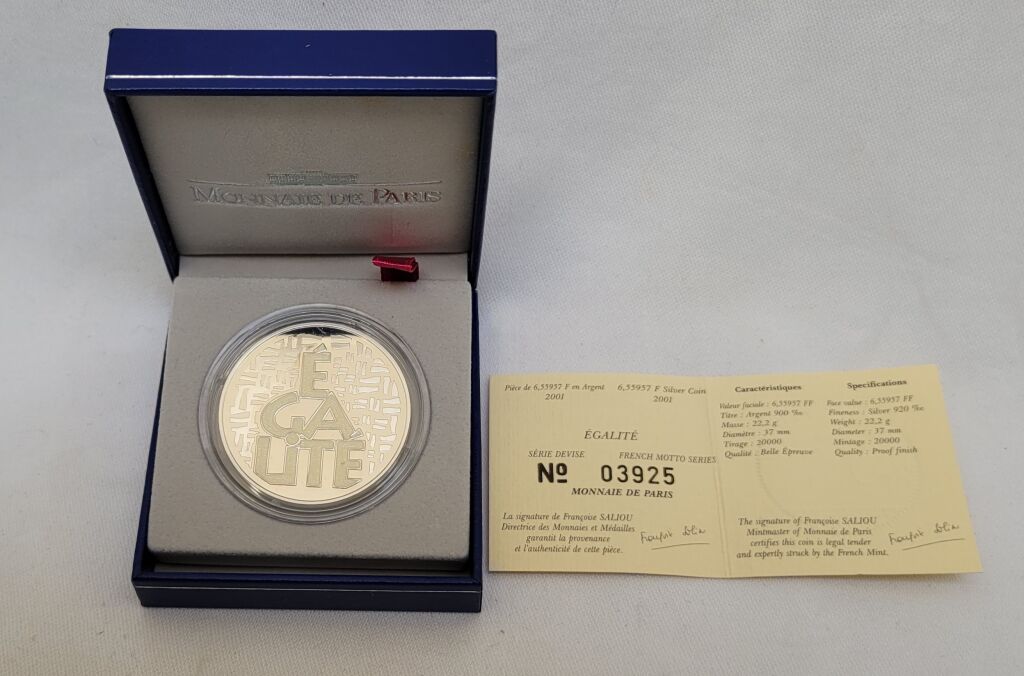 MONNAIE DE PARIS
É
GA
LITÉ
Pièce de 6,55957 F en Argent
2001
6,55957 F Silver Coin
2001
ÉGALITÉ
SÉRIE DEVISE
FRENCH MOTTO SERIES
Nº 03925
MONNAIE DE PARIS
La signature de Françoise SALIOU
Directrice des Monnaies et Médailles
garantit la provenance
et l'authenticité de cette pièce.
Caractéristiques
Valeur faciale : 6,55957 FF
Titre : Argent 900 ‰
Masse : 22,2 g
Diamètre : 37 mm
Tirage : 20000
Qualité : Belle Épreuve
Specifications
Face value : 6,55957 FF
Fineness : Silver 920 ‰
Weight : 22,2 g
Diameter : 37 mm
Mintage : 20000
Quality : Proof finish
The signature of Françoise SALIOU
Mintmaster of Monnaie de Paris
certifies this coin is legal tender
and expertly struck by the French Mint.